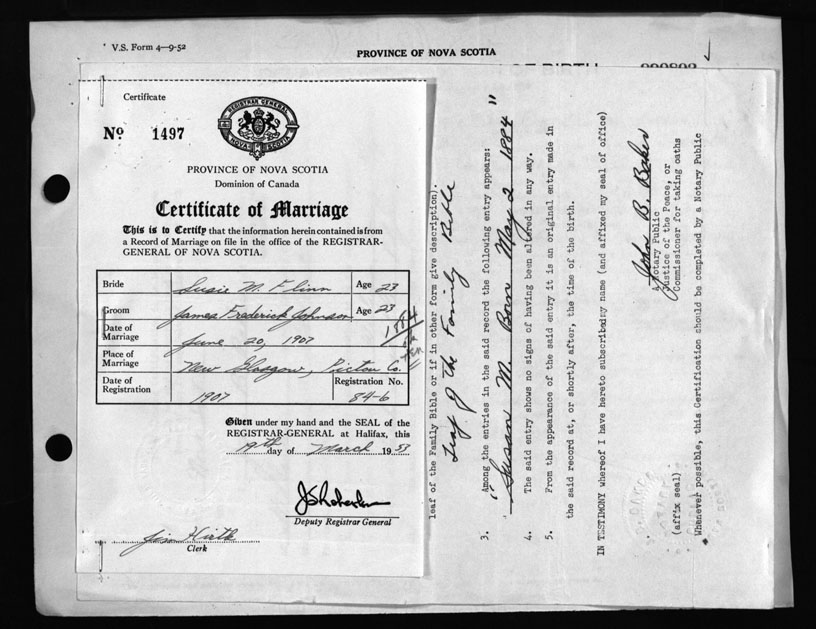 V.S. Form 4—9-52
PROVINCE OF NOVA SCOTIA
OF BIRTH
Certificate
REGISTRAR GENERAL
NOVA SCOTIA
No 1497
PROVINCE OF NOVA SCOTIA
Dominion of Canada
Certificate of Marriage
This is to Certify that the information herein contained is from
a Record of Marriage on file in the office of the REGISTRAR-
GENERAL OF NOVA SCOTIA.
Bride Susie M. Flinn Age 23
Groom James Frederick Johnson Age 23
1884
Date of Marriage June 20, 1907
Place of Marriage New Glasgow, Pictou Co.
Date of Registration 1907 Registration No. 84-6
Given under my hand and the SEAL of the
REGISTRAR-GENERAL at Halifax, this
day of March 1953
Deputy Registrar General
Jim Hirtle
Clerk
leaf of the Family Bible or if in other form give description).
Leaf of the Family Bible
3. Among the entries in the said record the following entry appears:
" Susan M. Born May 2 1884 "
4. The said entry shows no signs of having been altered in any way.
5. From the appearance of the said entry it is an original entry made in
the said record at, or shortly after, the time of the birth.
IN TESTIMONY whereof I have hereto subscribed my name (and affixed my seal of office)
John B. Baker
A Notary Public
Justice of the Peace, or
Commissioner for taking oaths
(affix seal)
Whenever possible, this Certification should be completed by a Notary Public